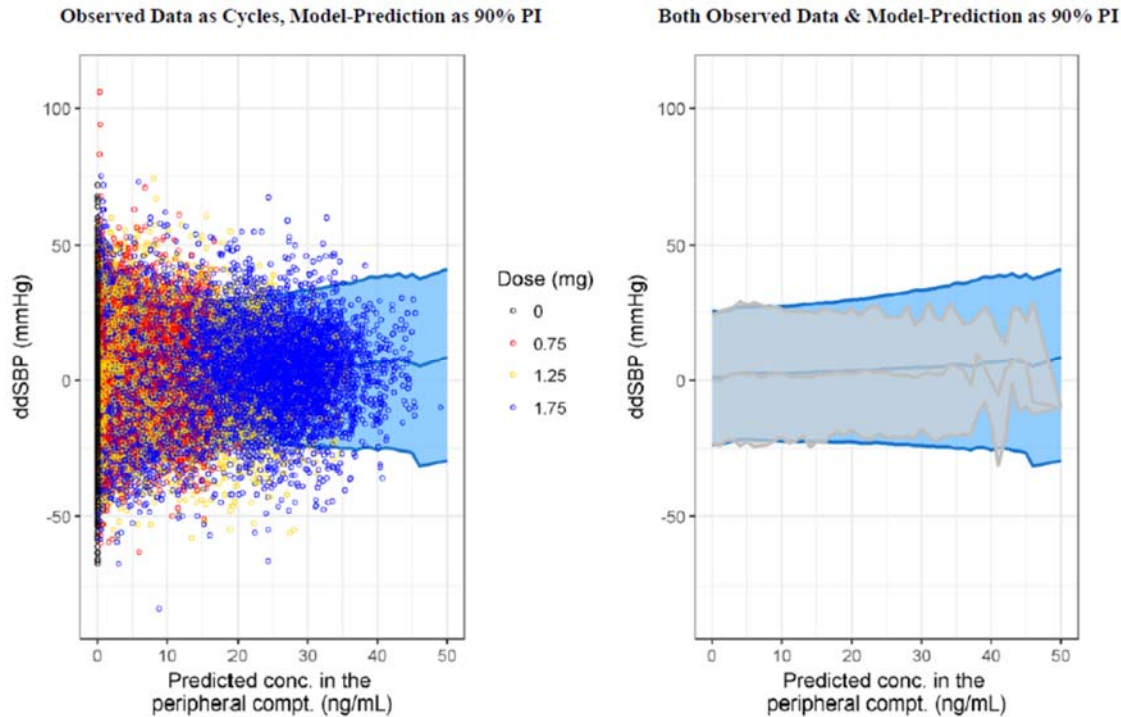 Observed Data as Cycles, Model-Prediction as 90% PI
100
50
0
-50
ddSBP (mmHg)
0 10 20 30 40 50
Predicted conc. in the
peripheral compt. (ng/mL)
Dose (mg)
0
0.75
1.25
1.75
Both Observed Data & Model-Prediction as 90% PI
100
50
0
-50
ddSBP (mmHg)
0 10 20 30 40 50
Predicted conc. in the
peripheral compt. (ng/mL)